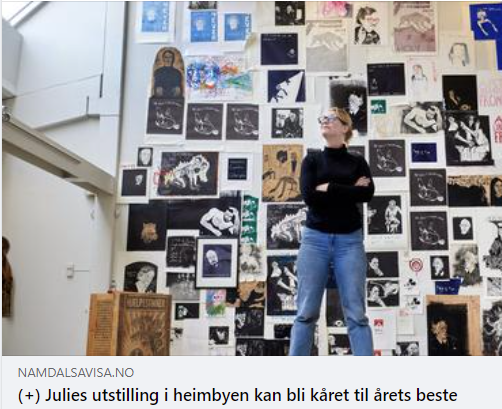 NAMDALSAVISA.NO
(+) Julies utstilling i heimbyen kan bli kåret til årets beste